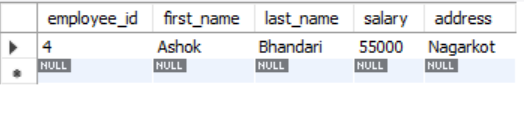 employee_id first_name last_name salary address
4 Ashok Bhandari 55000 Nagarkot
NULL NULL NULL NULL NULL